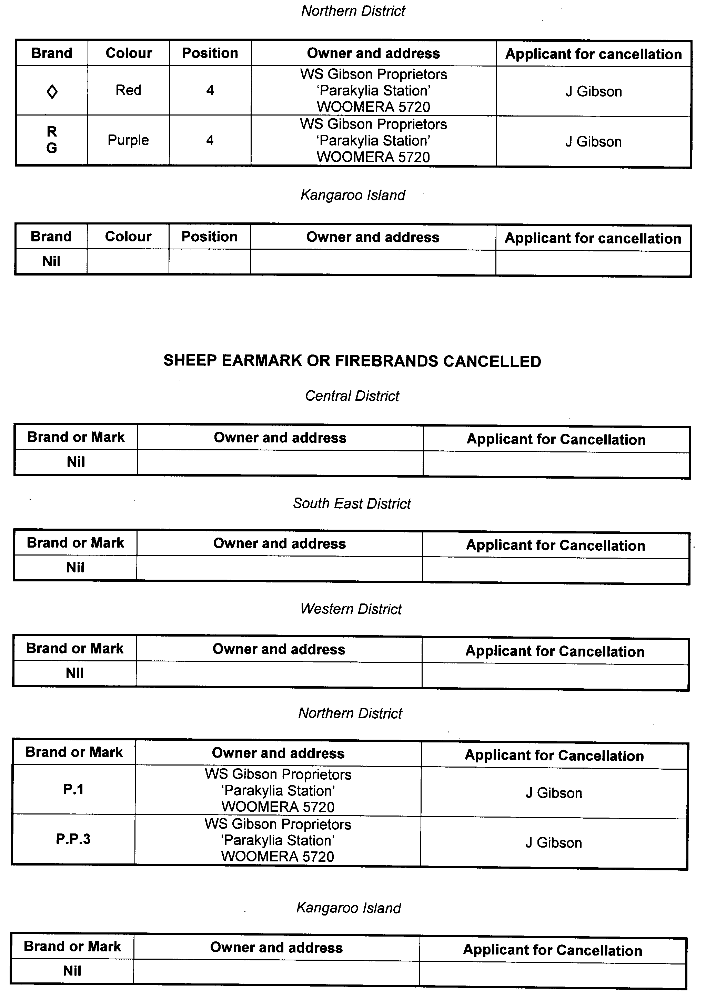 Northern District
Brand Colour Position Owner and address Applicant for cancellation
◊ Red 4 WS Gibson Proprietors 'Parakylia Station' WOOMERA 5720 J Gibson
R G Purple 4 WS Gibson Proprietors 'Parakylia Station' WOOMERA 5720 J Gibson
Kangaroo Island
Brand Colour Position Owner and address Applicant for cancellation
Nil
SHEEP EARMARK OR FIREBRANDS CANCELLED
Central District
Brand or Mark Owner and address Applicant for Cancellation
Nil
South East District
Brand or Mark Owner and address Applicant for Cancellation
Nil
Western District
Brand or Mark Owner and address Applicant for Cancellation
Nil
Northern District
Brand or Mark Owner and address Applicant for Cancellation
P.1 WS Gibson Proprietors 'Parakylia Station' WOOMERA 5720 J Gibson
P.P.3 WS Gibson Proprietors 'Parakylia Station' WOOMERA 5720 J Gibson
Kangaroo Island
Brand or Mark Owner and address Applicant for Cancellation
Nil